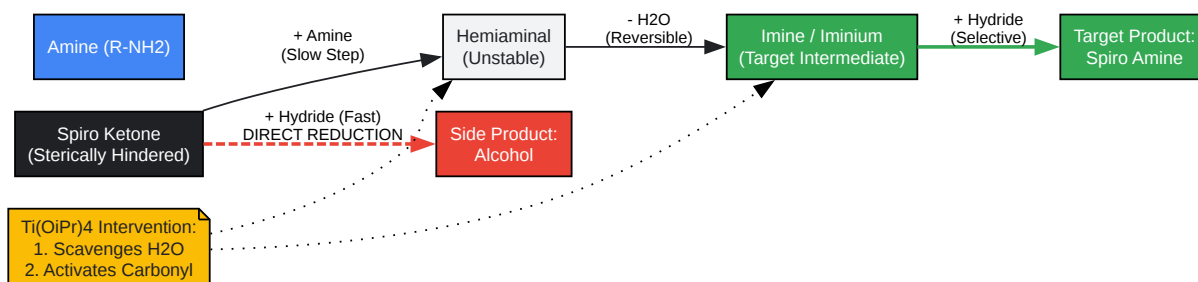 Amine (R-NH2)
+ Amine
(Slow Step)
Hemiaminal
(Unstable)
- H2O
(Reversible)
Imine / Iminium
(Target Intermediate)
+ Hydride
(Selective)
Target Product:
Spiro Amine
Spiro Ketone
(Sterically Hindered)
+ Hydride (Fast)
DIRECT REDUCTION
Side Product:
Alcohol
Ti(OiPr)4 Intervention:
1. Scavenges H2O
2. Activates Carbonyl